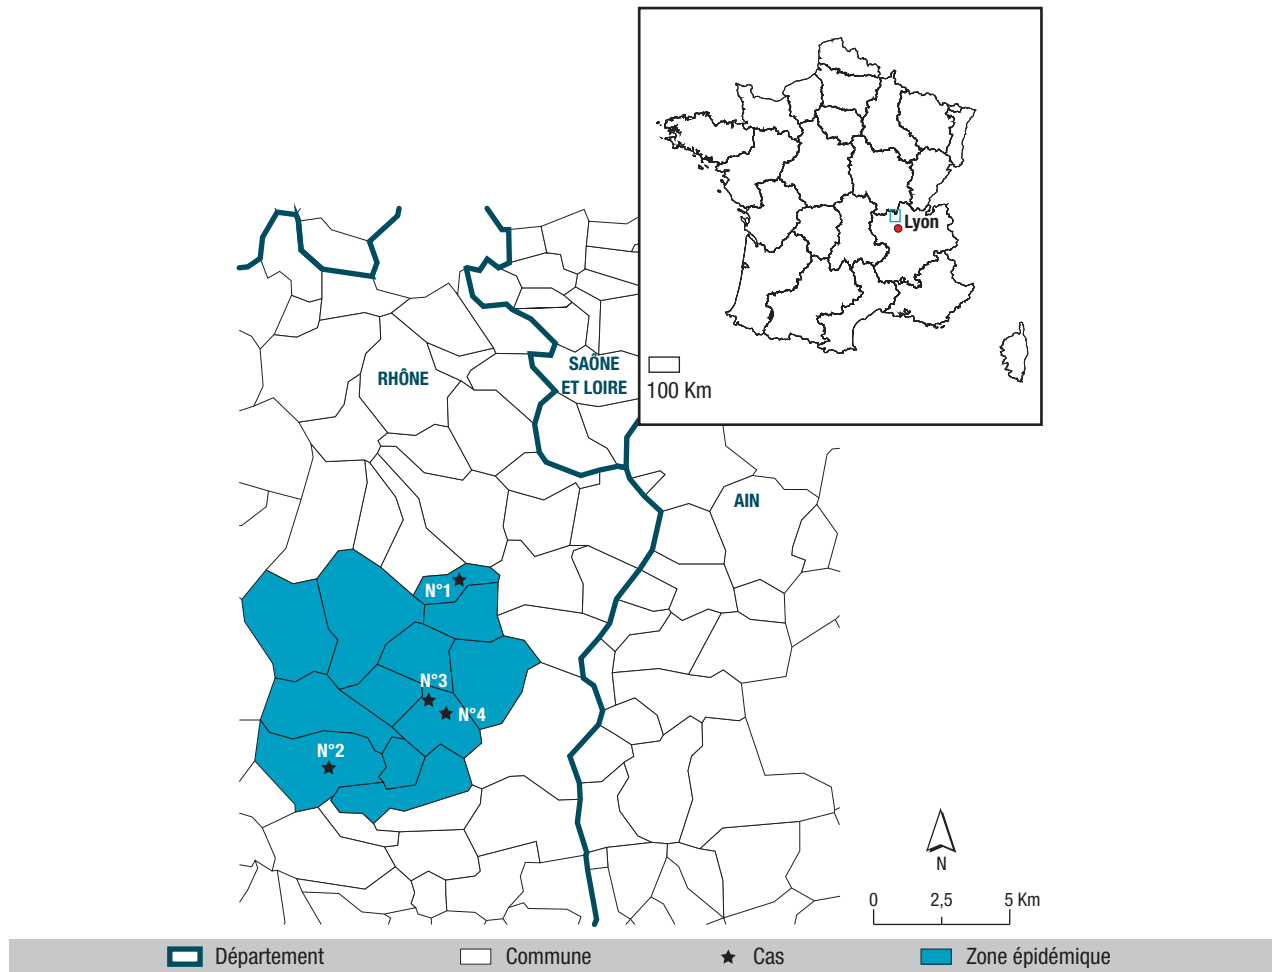 Lyon
100 Km
RHÔNE
SAÔNE
ET LOIRE
AIN
N°1
N°3
N°4
N°2
N
0 2,5 5 Km
Département
Commune
Cas
Zone épidémique